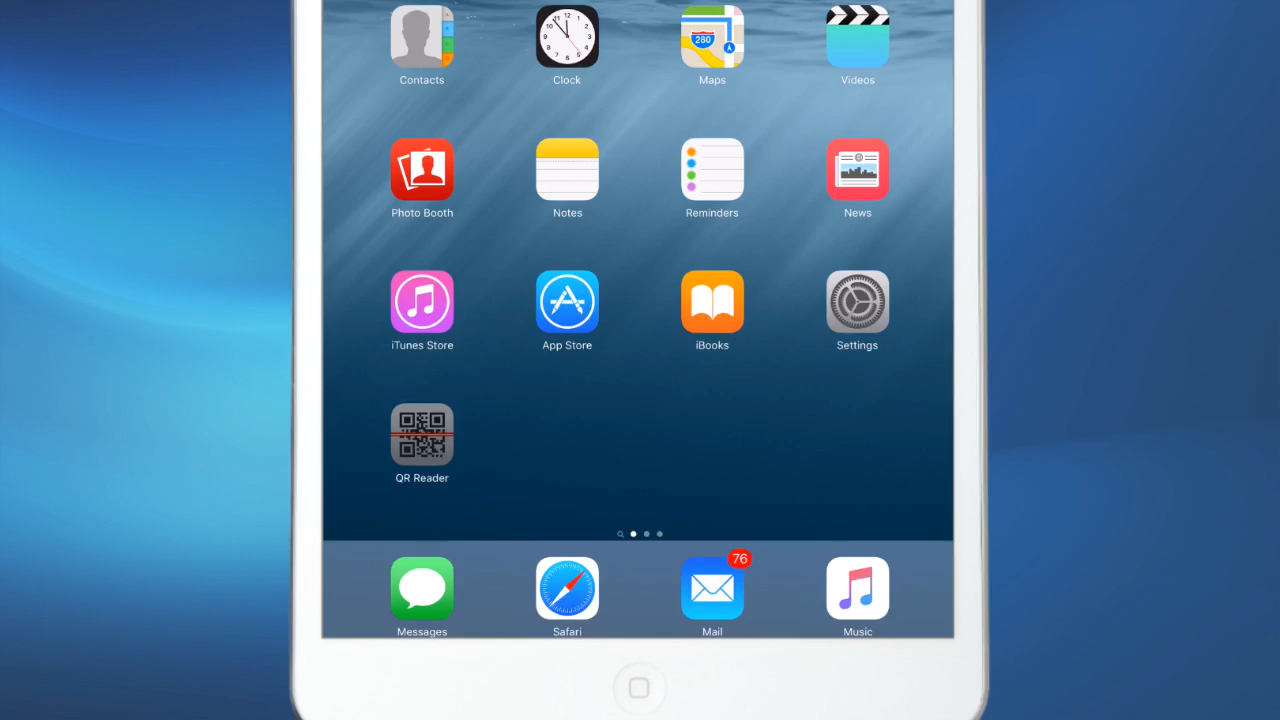 Contacts Clock Maps Videos
280
Photo Booth Notes Reminders News
iTunes Store App Store iBooks Settings
QR Reader
76
Messages Safari Mail Music